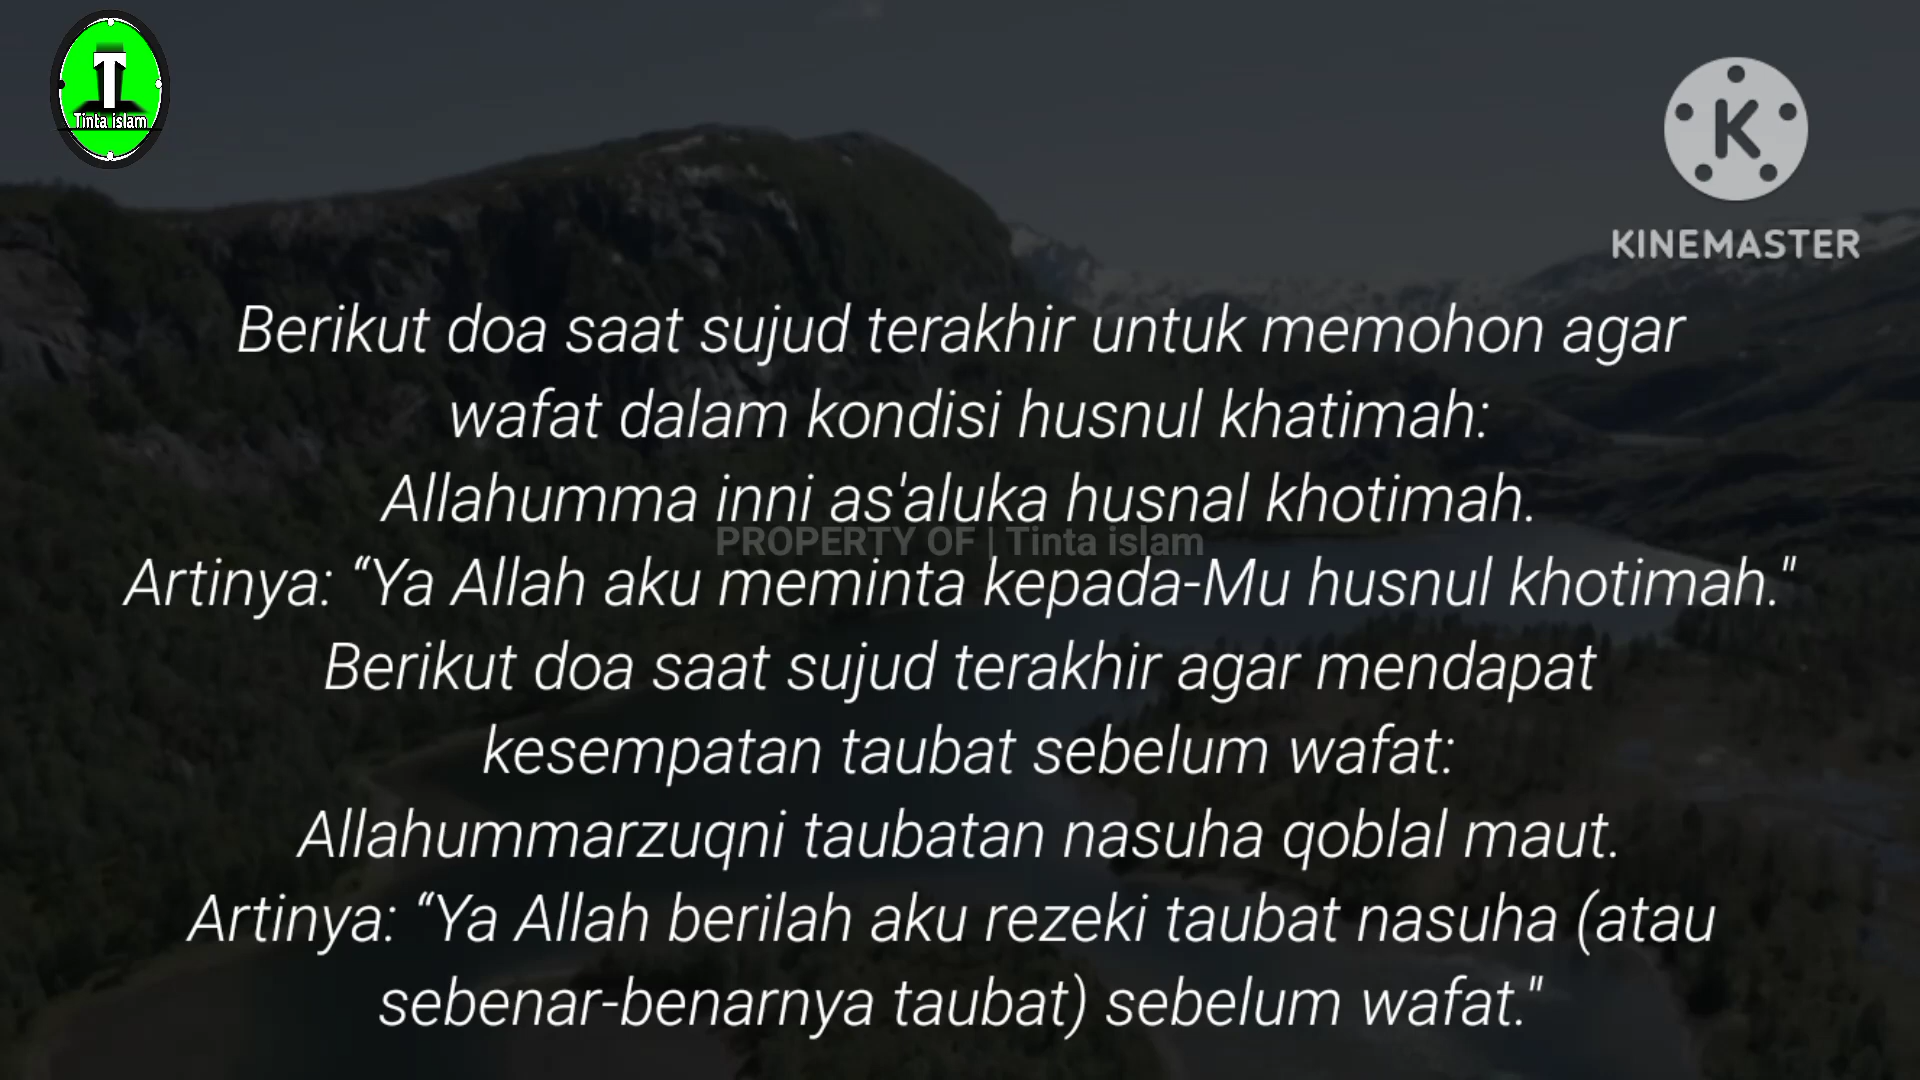 T
Tinta islam
K
KINEMASTER
Berikut doa saat sujud terakhir untuk memohon agar
wafat dalam kondisi husnul khatimah:
Allahumma inni as'aluka husnal khotimah.
PROPERTY OF | Tinta islam
Artinya: “Ya Allah aku meminta kepada-Mu husnul khotimah."
Berikut doa saat sujud terakhir agar mendapat
kesempatan taubat sebelum wafat:
Allahummarzuqni taubatan nasuha qoblal maut.
Artinya: “Ya Allah berilah aku rezeki taubat nasuha (atau
sebenar-benarnya taubat) sebelum wafat."